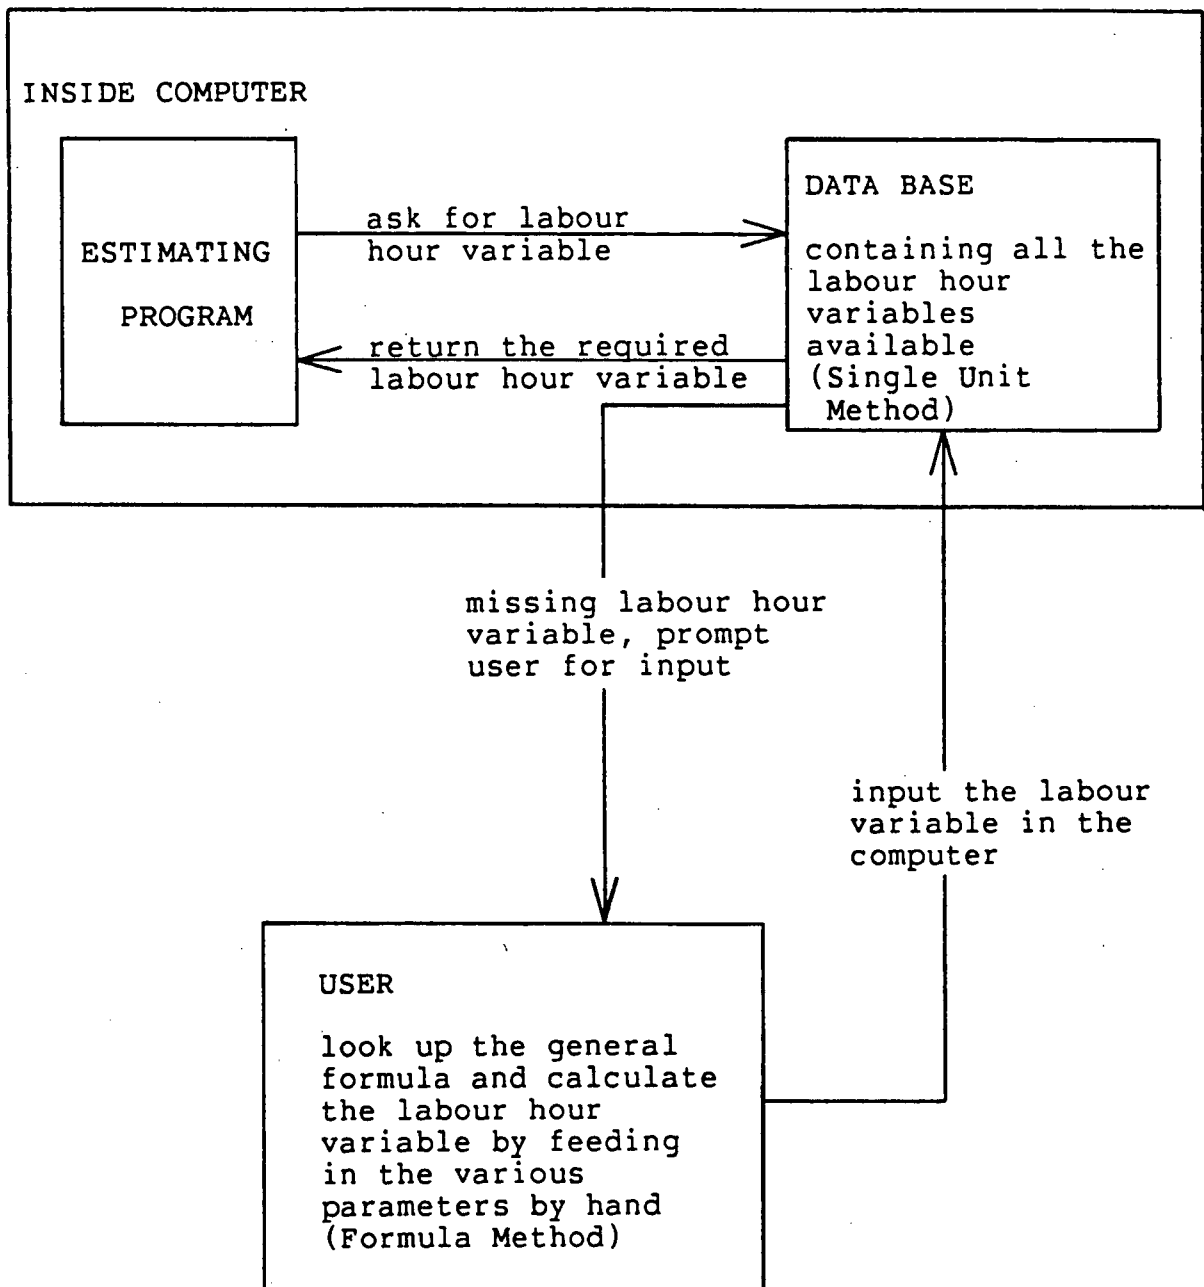 INSIDE COMPUTER
ESTIMATING
PROGRAM
ask for labour
hour variable
return the required
labour hour variable
DATA BASE
containing all the
labour hour
variables
available
(Single Unit
Method)
missing labour hour
variable, prompt
user for input
input the labour
variable in the
computer
USER
look up the general
formula and calculate
the labour hour
variable by feeding
in the various
parameters by hand
(Formula Method)